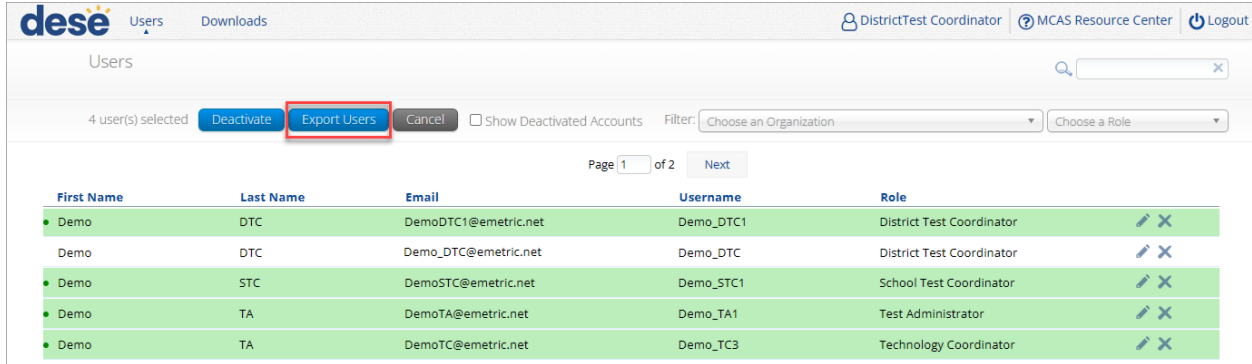 dese Users Downloads DistrictTest Coordinator ? MCAS Resource Center Logout
Users
4 user(s) selected Deactivate Export Users Cancel Show Deactivated Accounts Filter: Choose an Organization Choose a Role
Page 1 of 2 Next
First Name Last Name Email Username Role
Demo DTC DemoDTC1@emetric.net Demo_DTC1 District Test Coordinator
Demo DTC Demo_DTC@emetric.net Demo_DTC District Test Coordinator
Demo STC DemoSTC@emetric.net Demo_STC1 School Test Coordinator
Demo TA DemoTA@emetric.net Demo_TA1 Test Administrator
Demo TA DemoTC@emetric.net Demo_TC3 Technology Coordinator